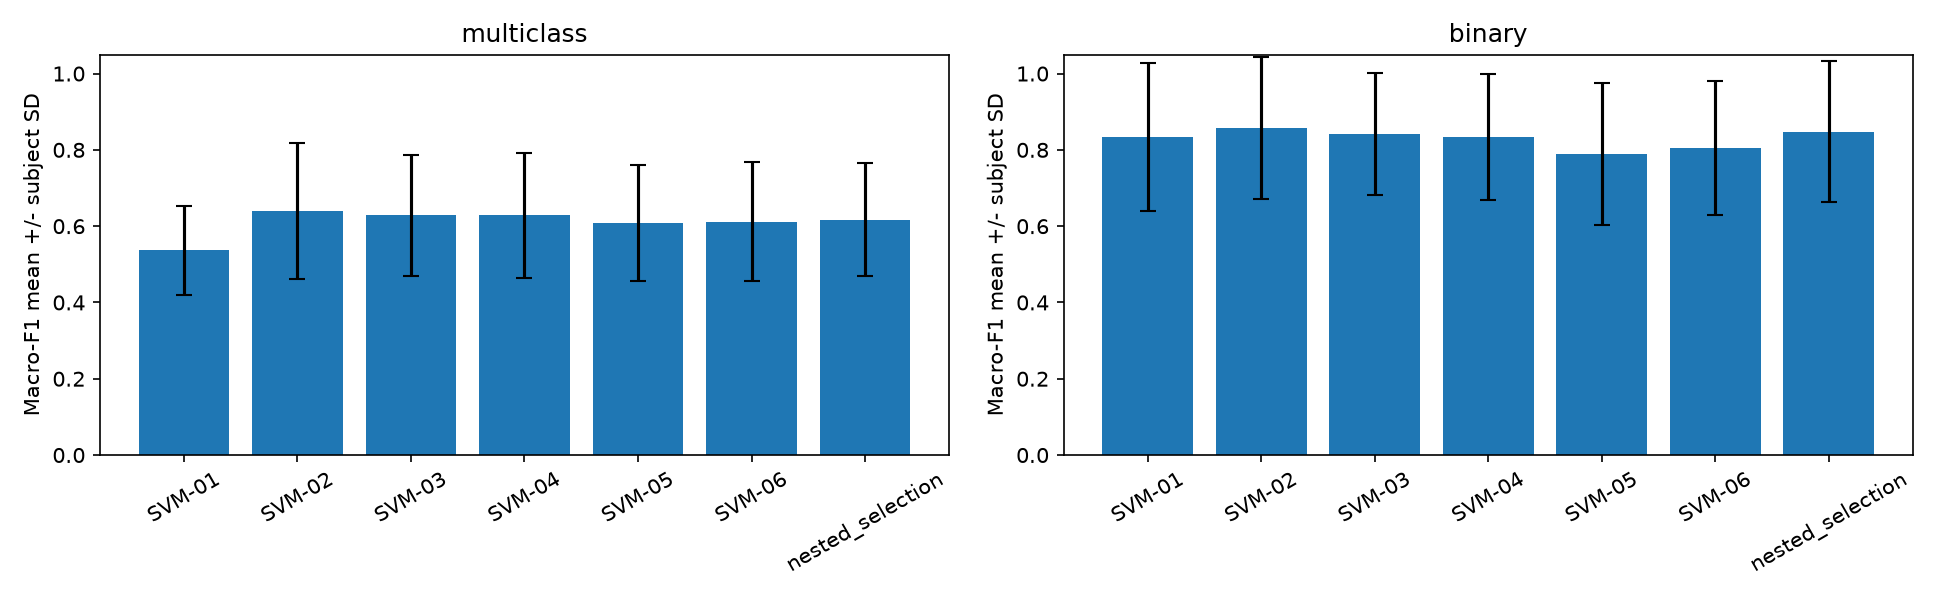 multiclass
Macro-F1 mean +/- subject SD
1.0
0.8
0.6
0.4
0.2
0.0
SVM-01
SVM-02
SVM-03
SVM-04
SVM-05
SVM-06
nested_selection
binary
Macro-F1 mean +/- subject SD
1.0
0.8
0.6
0.4
0.2
0.0
SVM-01
SVM-02
SVM-03
SVM-04
SVM-05
SVM-06
nested_selection